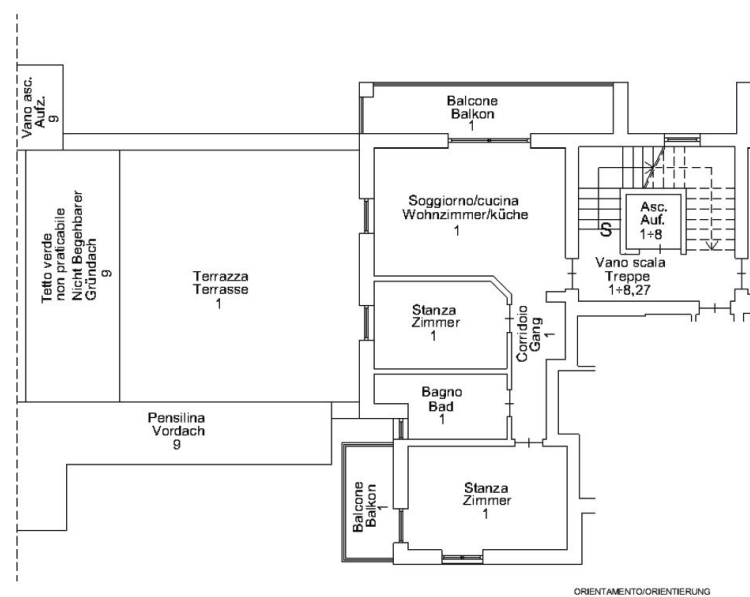 Vano asc.
Aufz.
9
Balcone
Balkon
1
Soggiorno/cucina
Wohnzimmer/küche
1
Asc.
Auf.
1÷8
S
Vano scala
Treppe
1÷8,27
Tetto verde
non praticabile
Nicht Begehbarer
Gründach
9
Terrazza
Terrasse
1
Stanza
Zimmer
1
Corridoio
Gang
1
Bagno
Bad
1
Pensilina
Vordach
9
Balcone
Balkon
1
Stanza
Zimmer
1
ORIENTAMENTO/ORIENTIERUNG